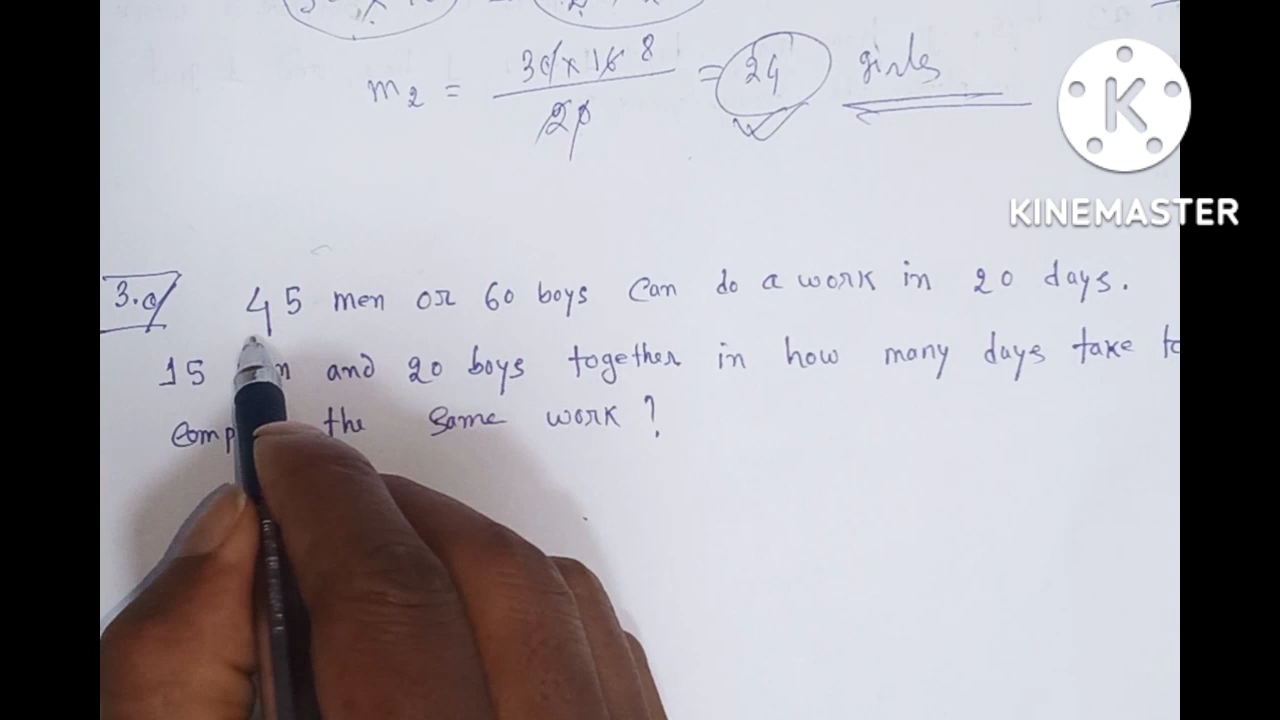 m2 = 30×16 8 = 24 girls
20
KINEMASTER
3.Q 45 men or 60 boys can do a work in 20 days.
15 and 20 boys together in how many days take to
the same work?